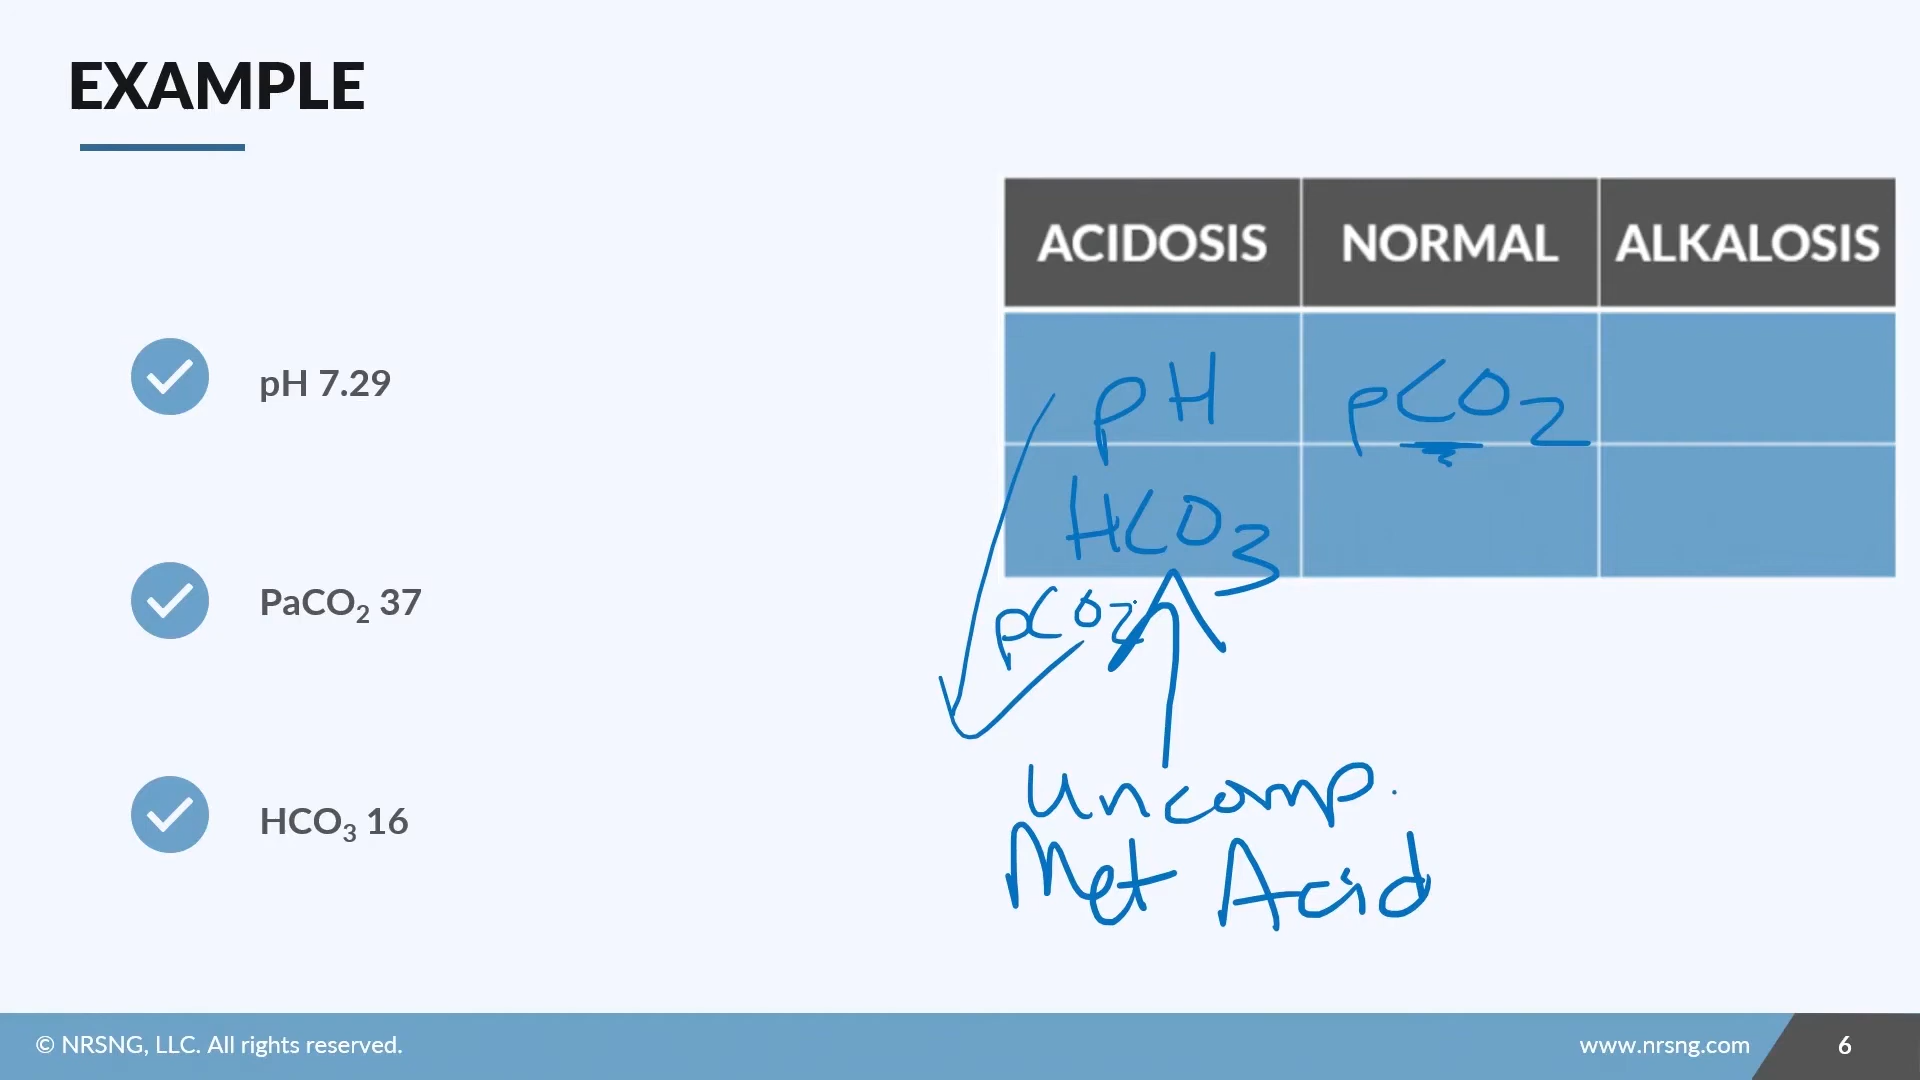 EXAMPLE
pH 7.29
PaCO₂ 37
HCO₃ 16
ACIDOSIS NORMAL ALKALOSIS
pH pCO₂
HCO₃
pCO₂
Uncomp.
Met Acid
© NRSNG, LLC. All rights reserved.
www.nrsng.com 6